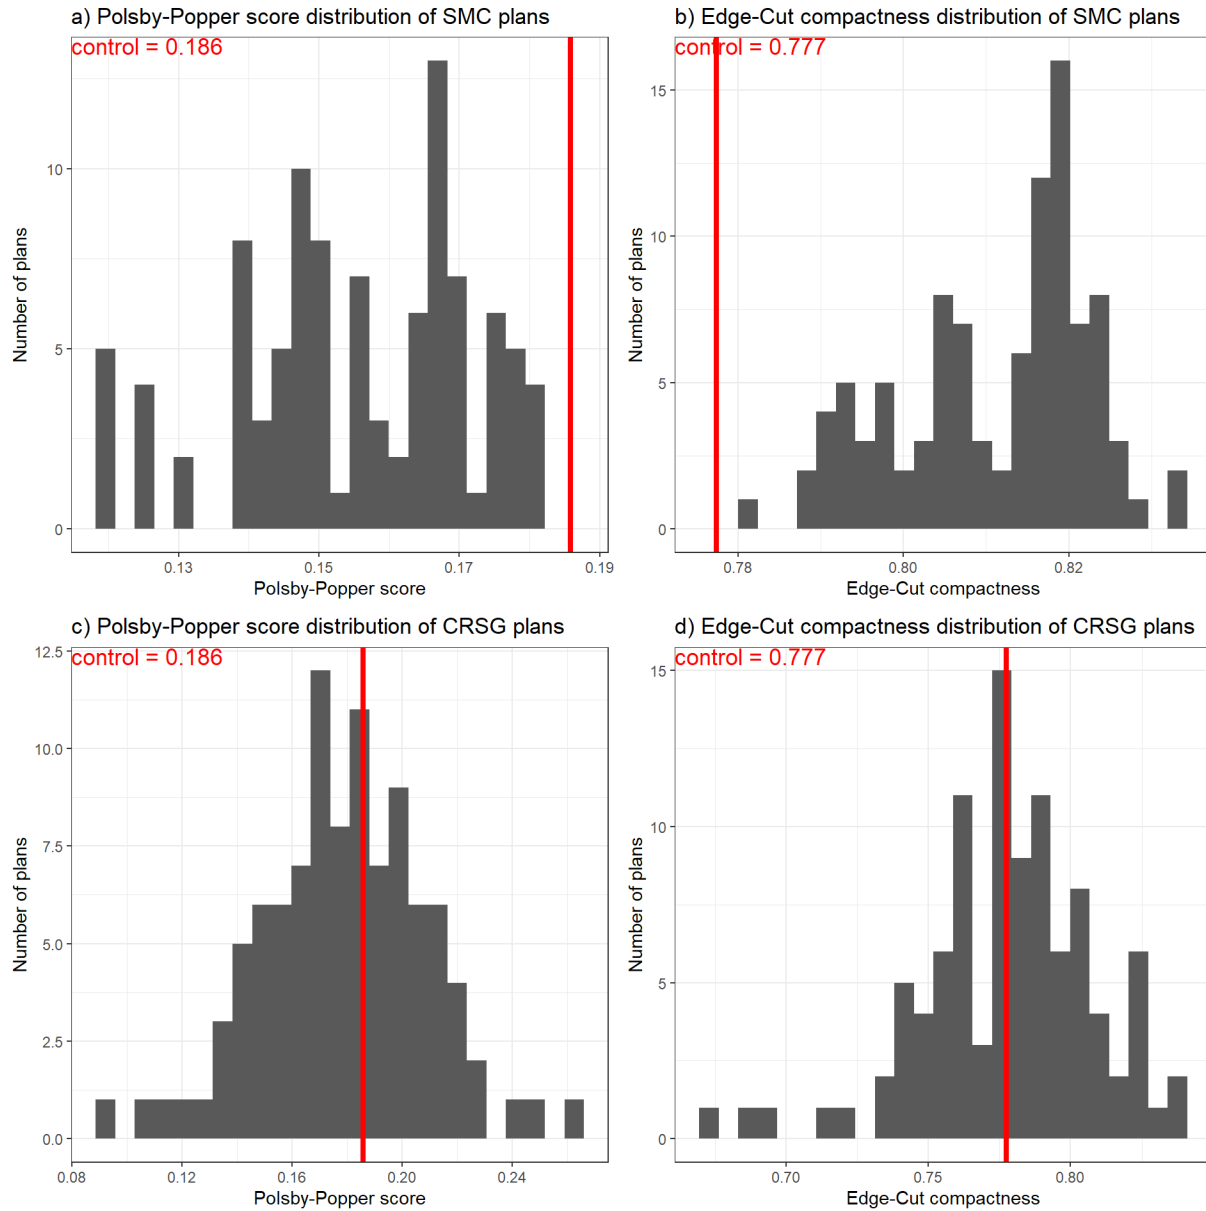 a) Polsby-Popper score distribution of SMC plans
control = 0.186
10
5
0
Number of plans
0.13 0.15 0.17 0.19
Polsby-Popper score
b) Edge-Cut compactness distribution of SMC plans
control = 0.777
15
10
5
0
Number of plans
0.78 0.80 0.82
Edge-Cut compactness
c) Polsby-Popper score distribution of CRSG plans
control = 0.186
12.5
10.0
7.5
5.0
2.5
0.0
Number of plans
0.08 0.12 0.16 0.20 0.24
Polsby-Popper score
d) Edge-Cut compactness distribution of CRSG plans
control = 0.777
15
10
5
0
Number of plans
0.70 0.75 0.80
Edge-Cut compactness